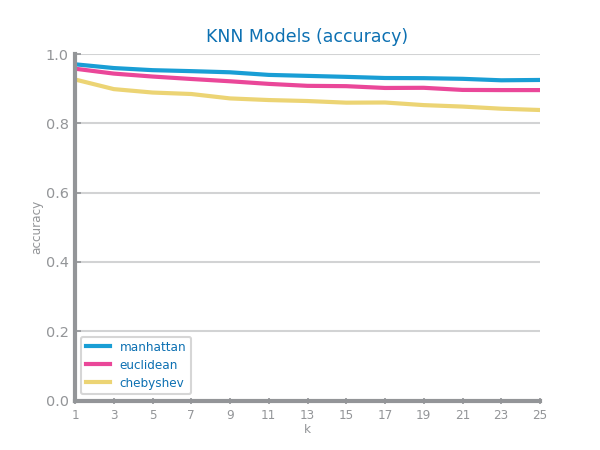 KNN Models (accuracy)
1.0
0.8
0.6
0.4
0.2
0.0
accuracy
manhattan
euclidean
chebyshev
1 3 5 7 9 11 13 15 17 19 21 23 25
k